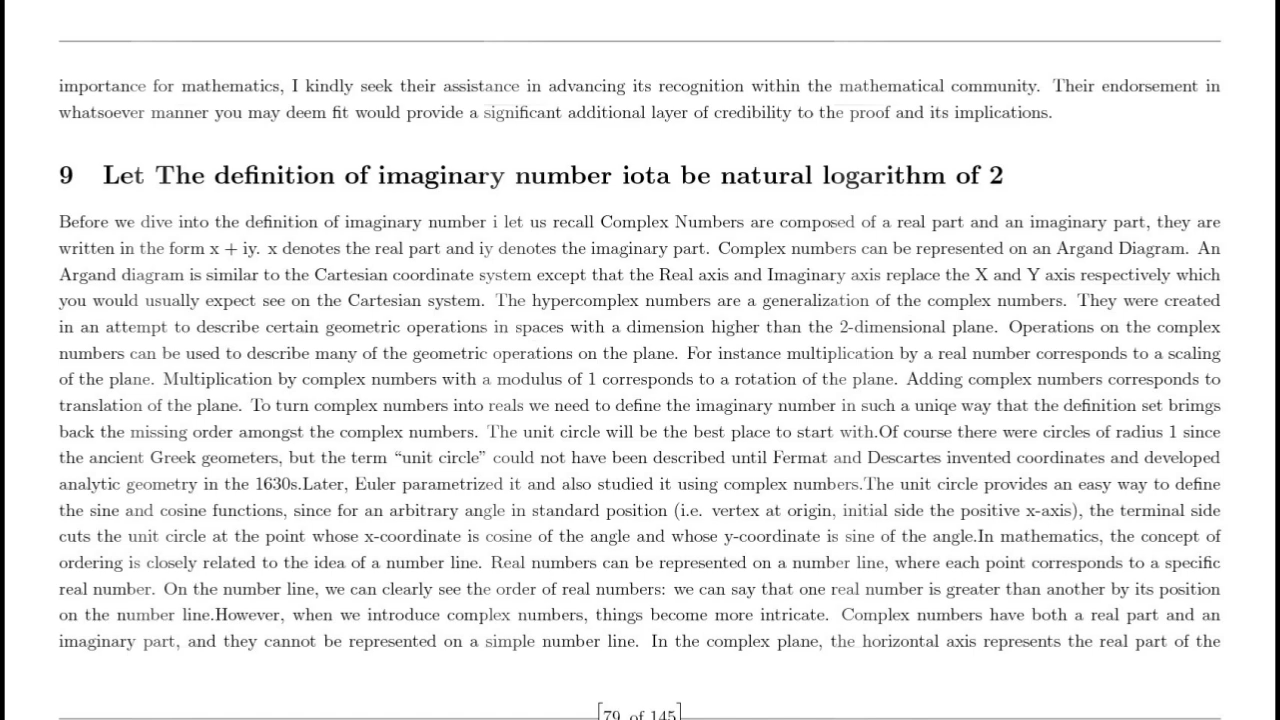 importance for mathematics, I kindly seek their assistance in advancing its recognition within the mathematical community. Their endorsement in
whatsoever manner you may deem fit would provide a significant additional layer of credibility to the proof and its implications.
9 Let The definition of imaginary number iota be natural logarithm of 2
Before we dive into the definition of imaginary number i let us recall Complex Numbers are composed of a real part and an imaginary part, they are
written in the form x + iy. x denotes the real part and iy denotes the imaginary part. Complex numbers can be represented on an Argand Diagram. An
Argand diagram is similar to the Cartesian coordinate system except that the Real axis and Imaginary axis replace the X and Y axis respectively which
you would usually expect see on the Cartesian system. The hypercomplex numbers are a generalization of the complex numbers. They were created
in an attempt to describe certain geometric operations in spaces with a dimension higher than the 2-dimensional plane. Operations on the complex
numbers can be used to describe many of the geometric operations on the plane. For instance multiplication by a real number corresponds to a scaling
of the plane. Multiplication by complex numbers with a modulus of 1 corresponds to a rotation of the plane. Adding complex numbers corresponds to
translation of the plane. To turn complex numbers into reals we need to define the imaginary number in such a uniqe way that the definition set brimgs
back the missing order amongst the complex numbers. The unit circle will be the best place to start with.Of course there were circles of radius 1 since
the ancient Greek geometers, but the term “unit circle” could not have been described until Fermat and Descartes invented coordinates and developed
analytic geometry in the 1630s.Later, Euler parametrized it and also studied it using complex numbers.The unit circle provides an easy way to define
the sine and cosine functions, since for an arbitrary angle in standard position (i.e. vertex at origin, initial side the positive x-axis), the terminal side
cuts the unit circle at the point whose x-coordinate is cosine of the angle and whose y-coordinate is sine of the angle.In mathematics, the concept of
ordering is closely related to the idea of a number line. Real numbers can be represented on a number line, where each point corresponds to a specific
real number. On the number line, we can clearly see the order of real numbers: we can say that one real number is greater than another by its position
on the number line.However, when we introduce complex numbers, things become more intricate. Complex numbers have both a real part and an
imaginary part, and they cannot be represented on a simple number line. In the complex plane, the horizontal axis represents the real part of the
79 of 145